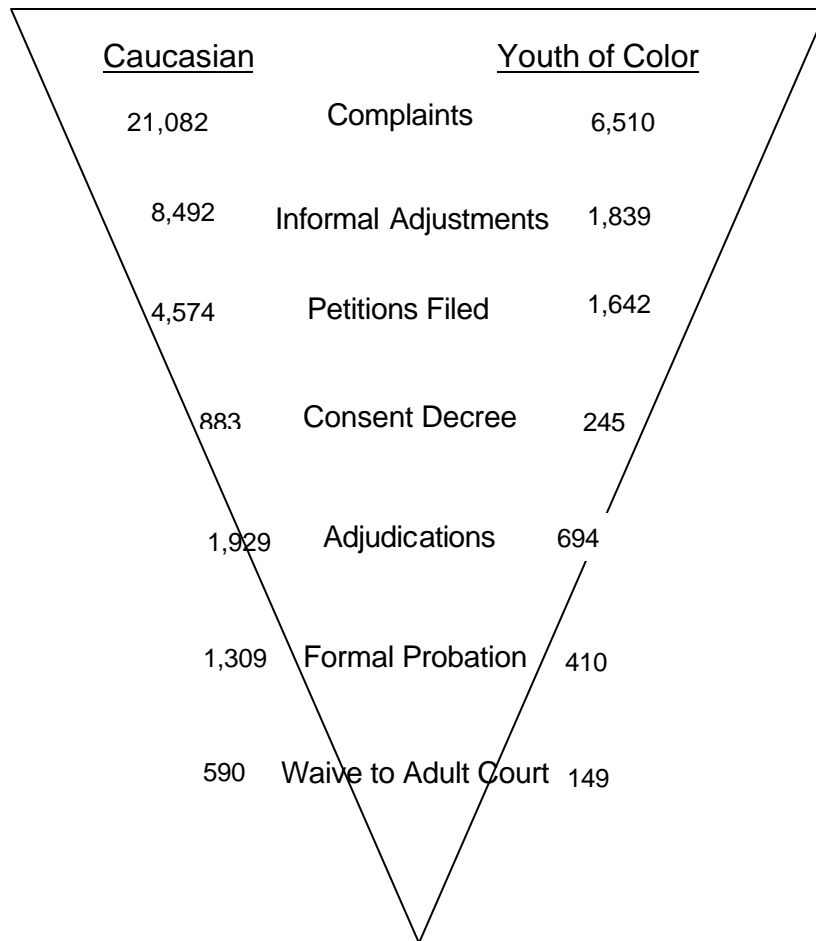 Caucasian Youth of Color
21,082 Complaints 6,510
8,492 Informal Adjustments 1,839
4,574 Petitions Filed 1,642
883 Consent Decree 245
1,929 Adjudications 694
1,309 Formal Probation 410
590 Waive to Adult Court 149